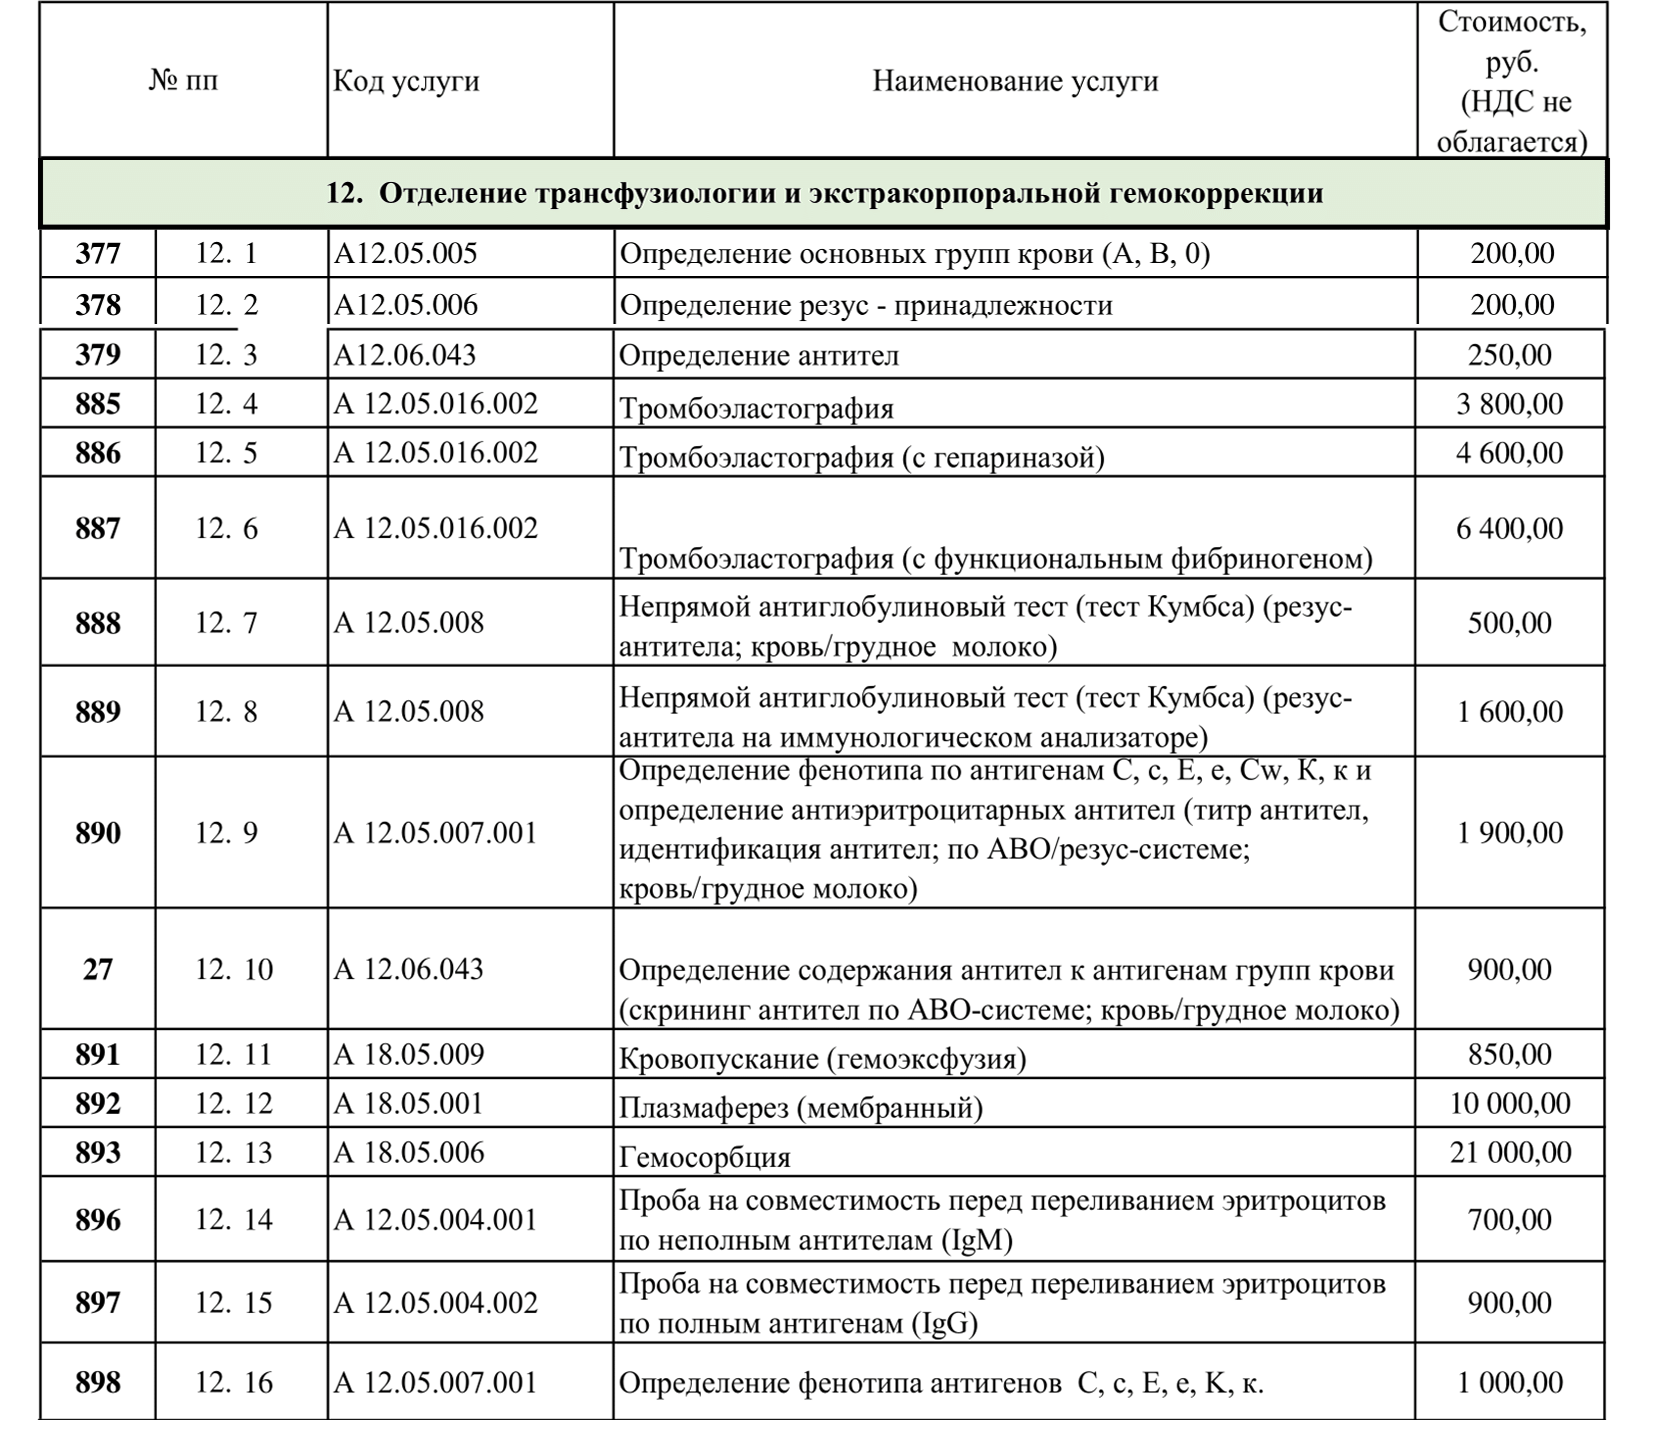 № пп Код услуги Наименование услуги Стоимость,
руб.
(НДС не
облагается)
12. Отделение трансфузиологии и экстракорпоральной гемокоррекции
377 12. 1 А12.05.005 Определение основных групп крови (А, В, 0) 200,00
378 12. 2 А12.05.006 Определение резус - принадлежности 200,00
379 12. 3 А12.06.043 Определение антител 250,00
885 12. 4 А 12.05.016.002 Тромбоэластография 3 800,00
886 12. 5 А 12.05.016.002 Тромбоэластография (с гепариназой) 4 600,00
887 12. 6 А 12.05.016.002 Тромбоэластография (с функциональным фибриногеном) 6 400,00
888 12. 7 А 12.05.008 Непрямой антиглобулиновый тест (тест Кумбса) (резус-
антитела; кровь/грудное молоко) 500,00
889 12. 8 А 12.05.008 Непрямой антиглобулиновый тест (тест Кумбса) (резус-
антитела на иммунологическом анализаторе) 1 600,00
890 12. 9 А 12.05.007.001 Определение фенотипа по антигенам С, с, Е, е, Cw, К, к и
определение антиэритроцитарных антител (титр антител,
идентификация антител; по АВО/резус-системе;
кровь/грудное молоко) 1 900,00
27 12. 10 А 12.06.043 Определение содержания антител к антигенам групп крови
(скрининг антител по АВО-системе; кровь/грудное молоко) 900,00
891 12. 11 А 18.05.009 Кровопускание (гемоэксфузия) 850,00
892 12. 12 А 18.05.001 Плазмаферез (мембранный) 10 000,00
893 12. 13 А 18.05.006 Гемосорбция 21 000,00
896 12. 14 А 12.05.004.001 Проба на совместимость перед переливанием эритроцитов
по неполным антителам (IgM) 700,00
897 12. 15 А 12.05.004.002 Проба на совместимость перед переливанием эритроцитов
по полным антигенам (IgG) 900,00
898 12. 16 А 12.05.007.001 Определение фенотипа антигенов С, с, Е, е, K, к. 1 000,00